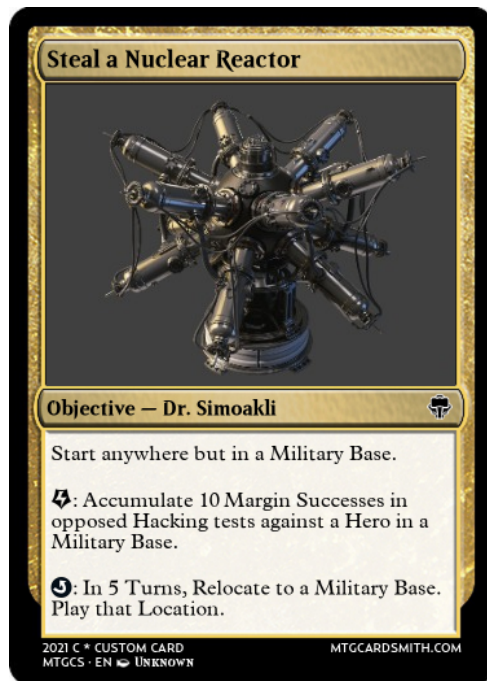 Steal a Nuclear Reactor
Objective — Dr. Simoakli
Start anywhere but in a Military Base.
: Accumulate 10 Margin Successes in
opposed Hacking tests against a Hero in a
Military Base.
: In 5 Turns, Relocate to a Military Base.
Play that Location.
2021 C * CUSTOM CARD
MTGCARDSMITH.COM
MTGCS · EN UNKNOWN